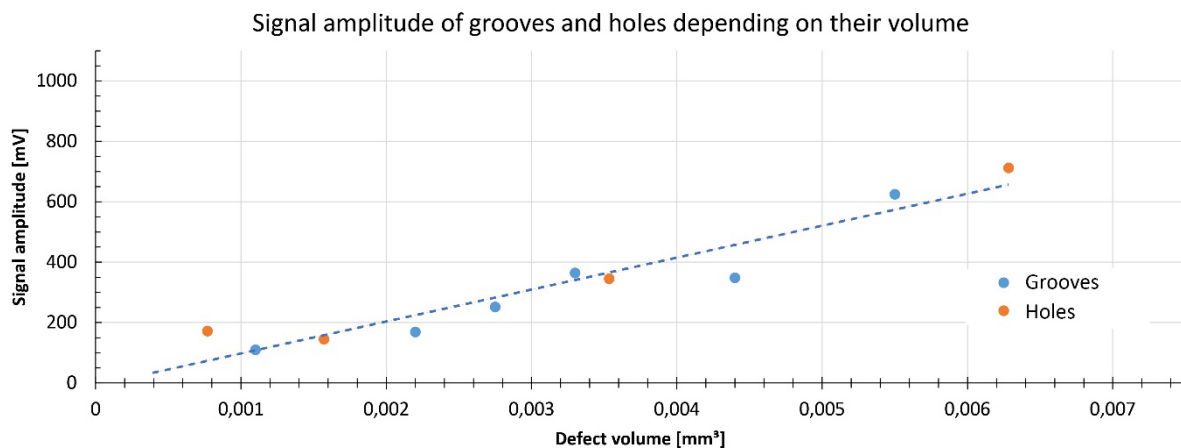 Signal amplitude of grooves and holes depending on their volume
1000
800
600
400
200
0
Signal amplitude [mV]
Grooves
Holes
0 0,001 0,002 0,003 0,004 0,005 0,006 0,007
Defect volume [mm³]